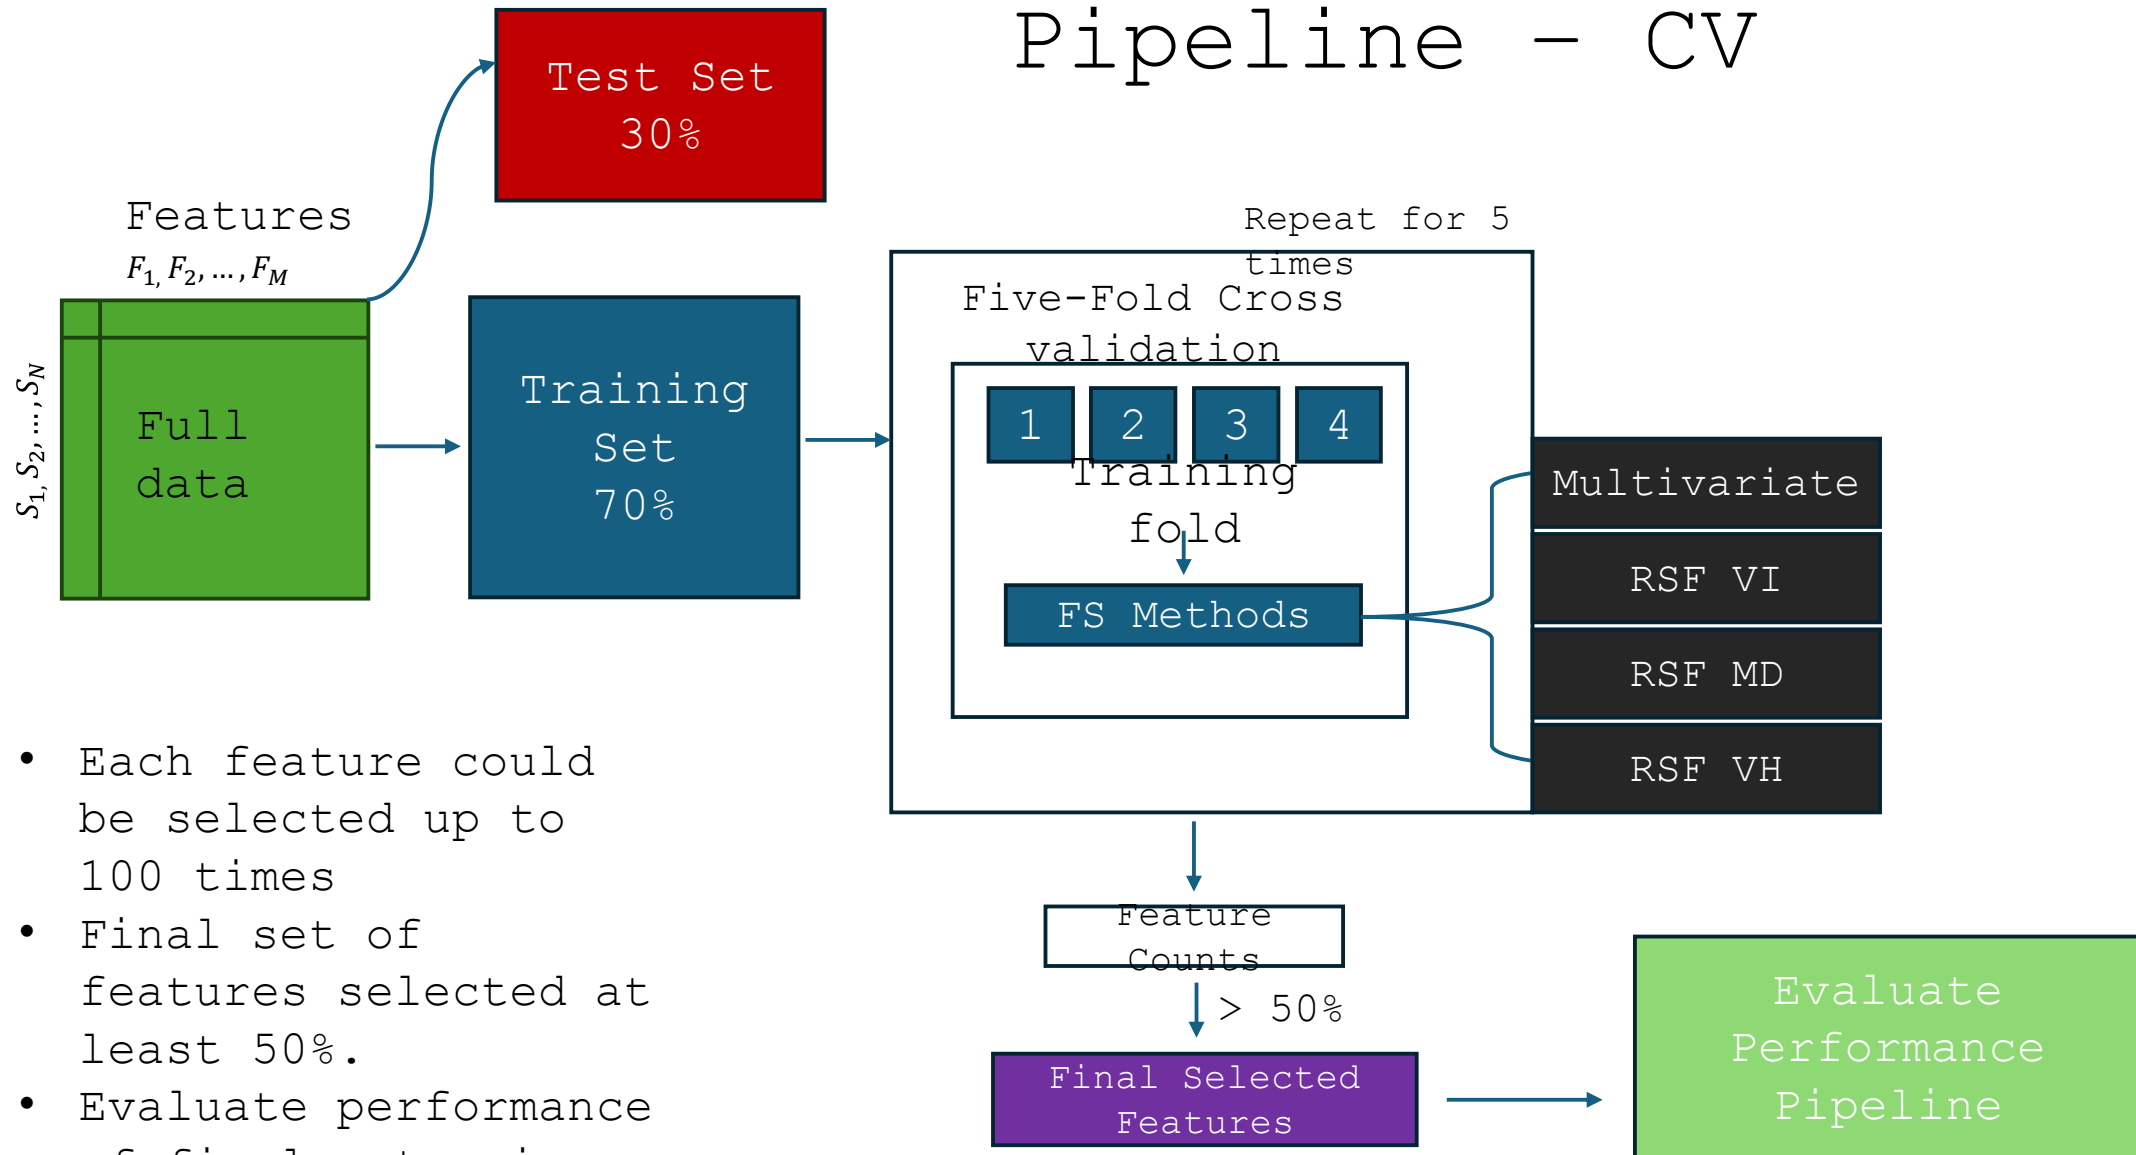 Pipeline – CV
Test Set
30%
Features
F1, F2, … , FM
S1, S2, … , SN
Full
data
Training
Set
70%
Repeat for 5
times
Five-Fold Cross
validation
1 2 3 4
Training
fold
FS Methods
Multivariate
RSF VI
RSF MD
RSF VH
Feature
Counts
> 50%
Final Selected
Features
Evaluate
Performance
Pipeline
• Each feature could
be selected up to
100 times
• Final set of
features selected at
least 50%.
• Evaluate performance